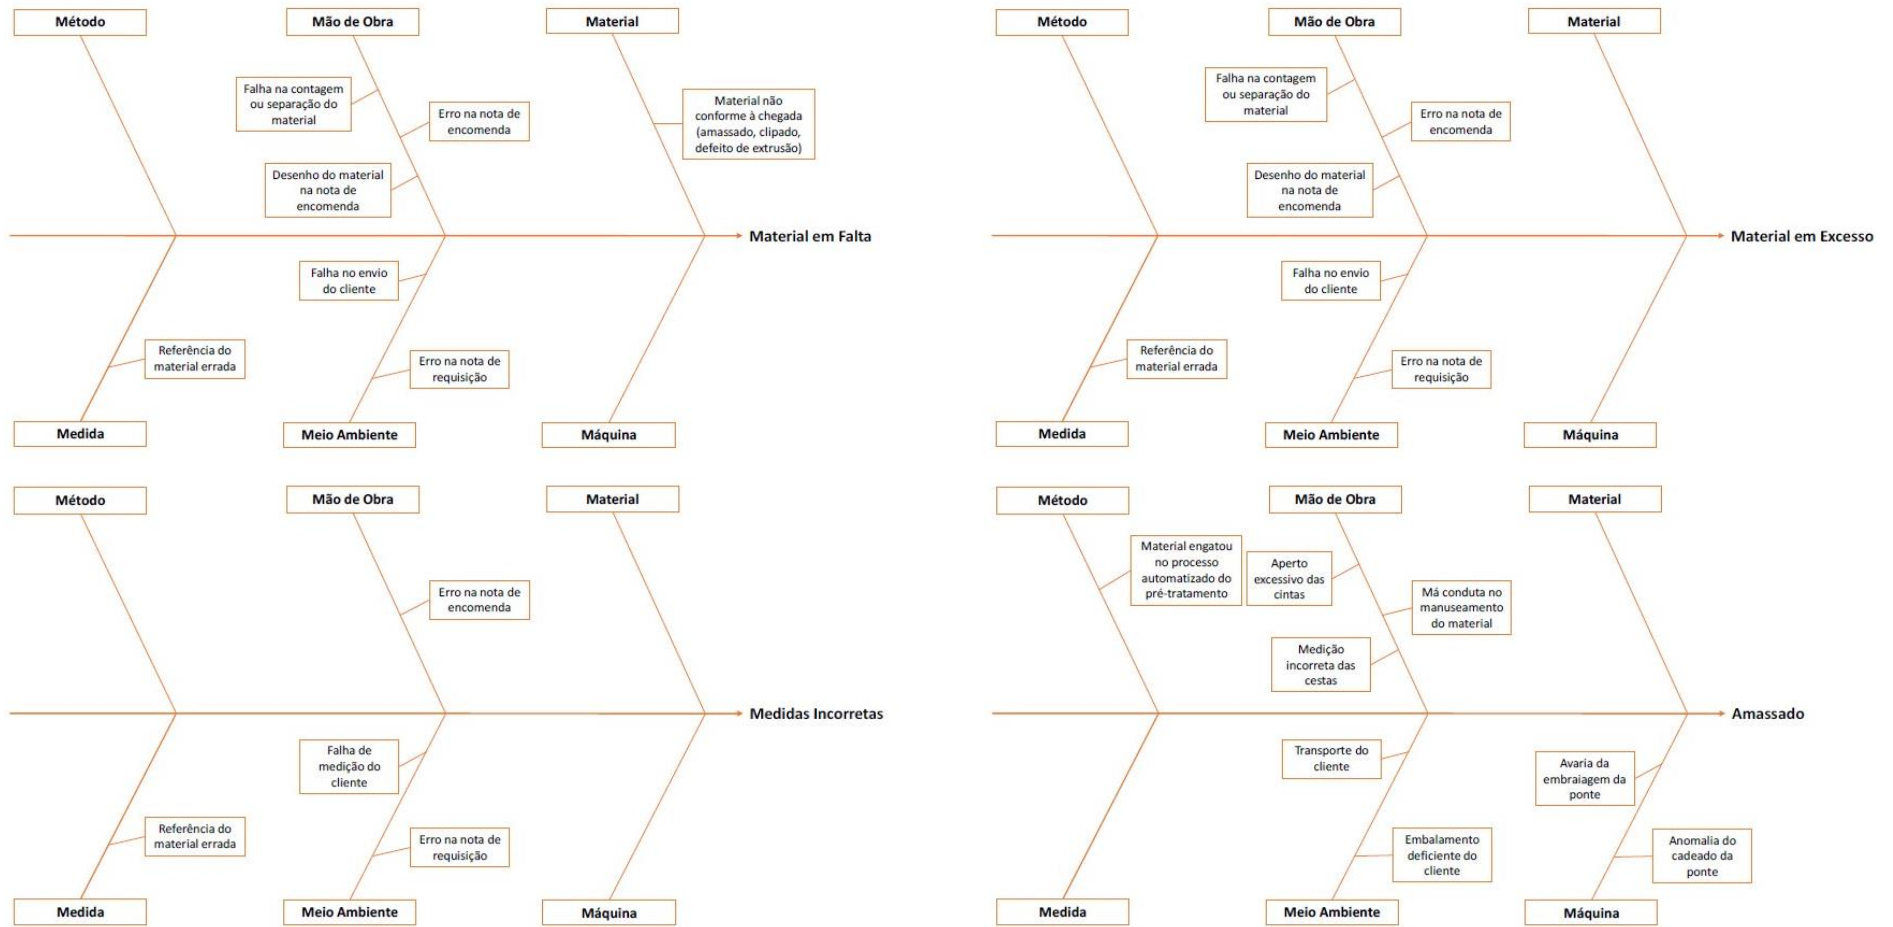 Método
Mão de Obra
Material
Falha na contagem
ou separação do
material
Erro na nota de
encomenda
Material não
conforme à chegada
(amassado, clipado,
defeito de extrusão)
Desenho do material
na nota de
encomenda
Material em Falta
Falha no envio
do cliente
Referência do
material errada
Erro na nota de
requisição
Medida
Meio Ambiente
Máquina
Método
Mão de Obra
Material
Falha na contagem
ou separação do
material
Erro na nota de
encomenda
Desenho do material
na nota de
encomenda
Material em Excesso
Falha no envio
do cliente
Referência do
material errada
Erro na nota de
requisição
Medida
Meio Ambiente
Máquina
Método
Mão de Obra
Material
Erro na nota de
encomenda
Medidas Incorretas
Falha de
medição do
cliente
Referência do
material errada
Erro na nota de
requisição
Medida
Meio Ambiente
Máquina
Método
Mão de Obra
Material
Material engatou
no processo
automatizado do
pré-tratamento
Aperto
excessivo das
cintas
Má conduta no
manuseamento
do material
Medição
incorreta das
cestas
Amassado
Transporte do
cliente
Avaria da
embraiagem da
ponte
Embalamento
deficiente do
cliente
Anomalia do
cadeado da
ponte
Medida
Meio Ambiente
Máquina